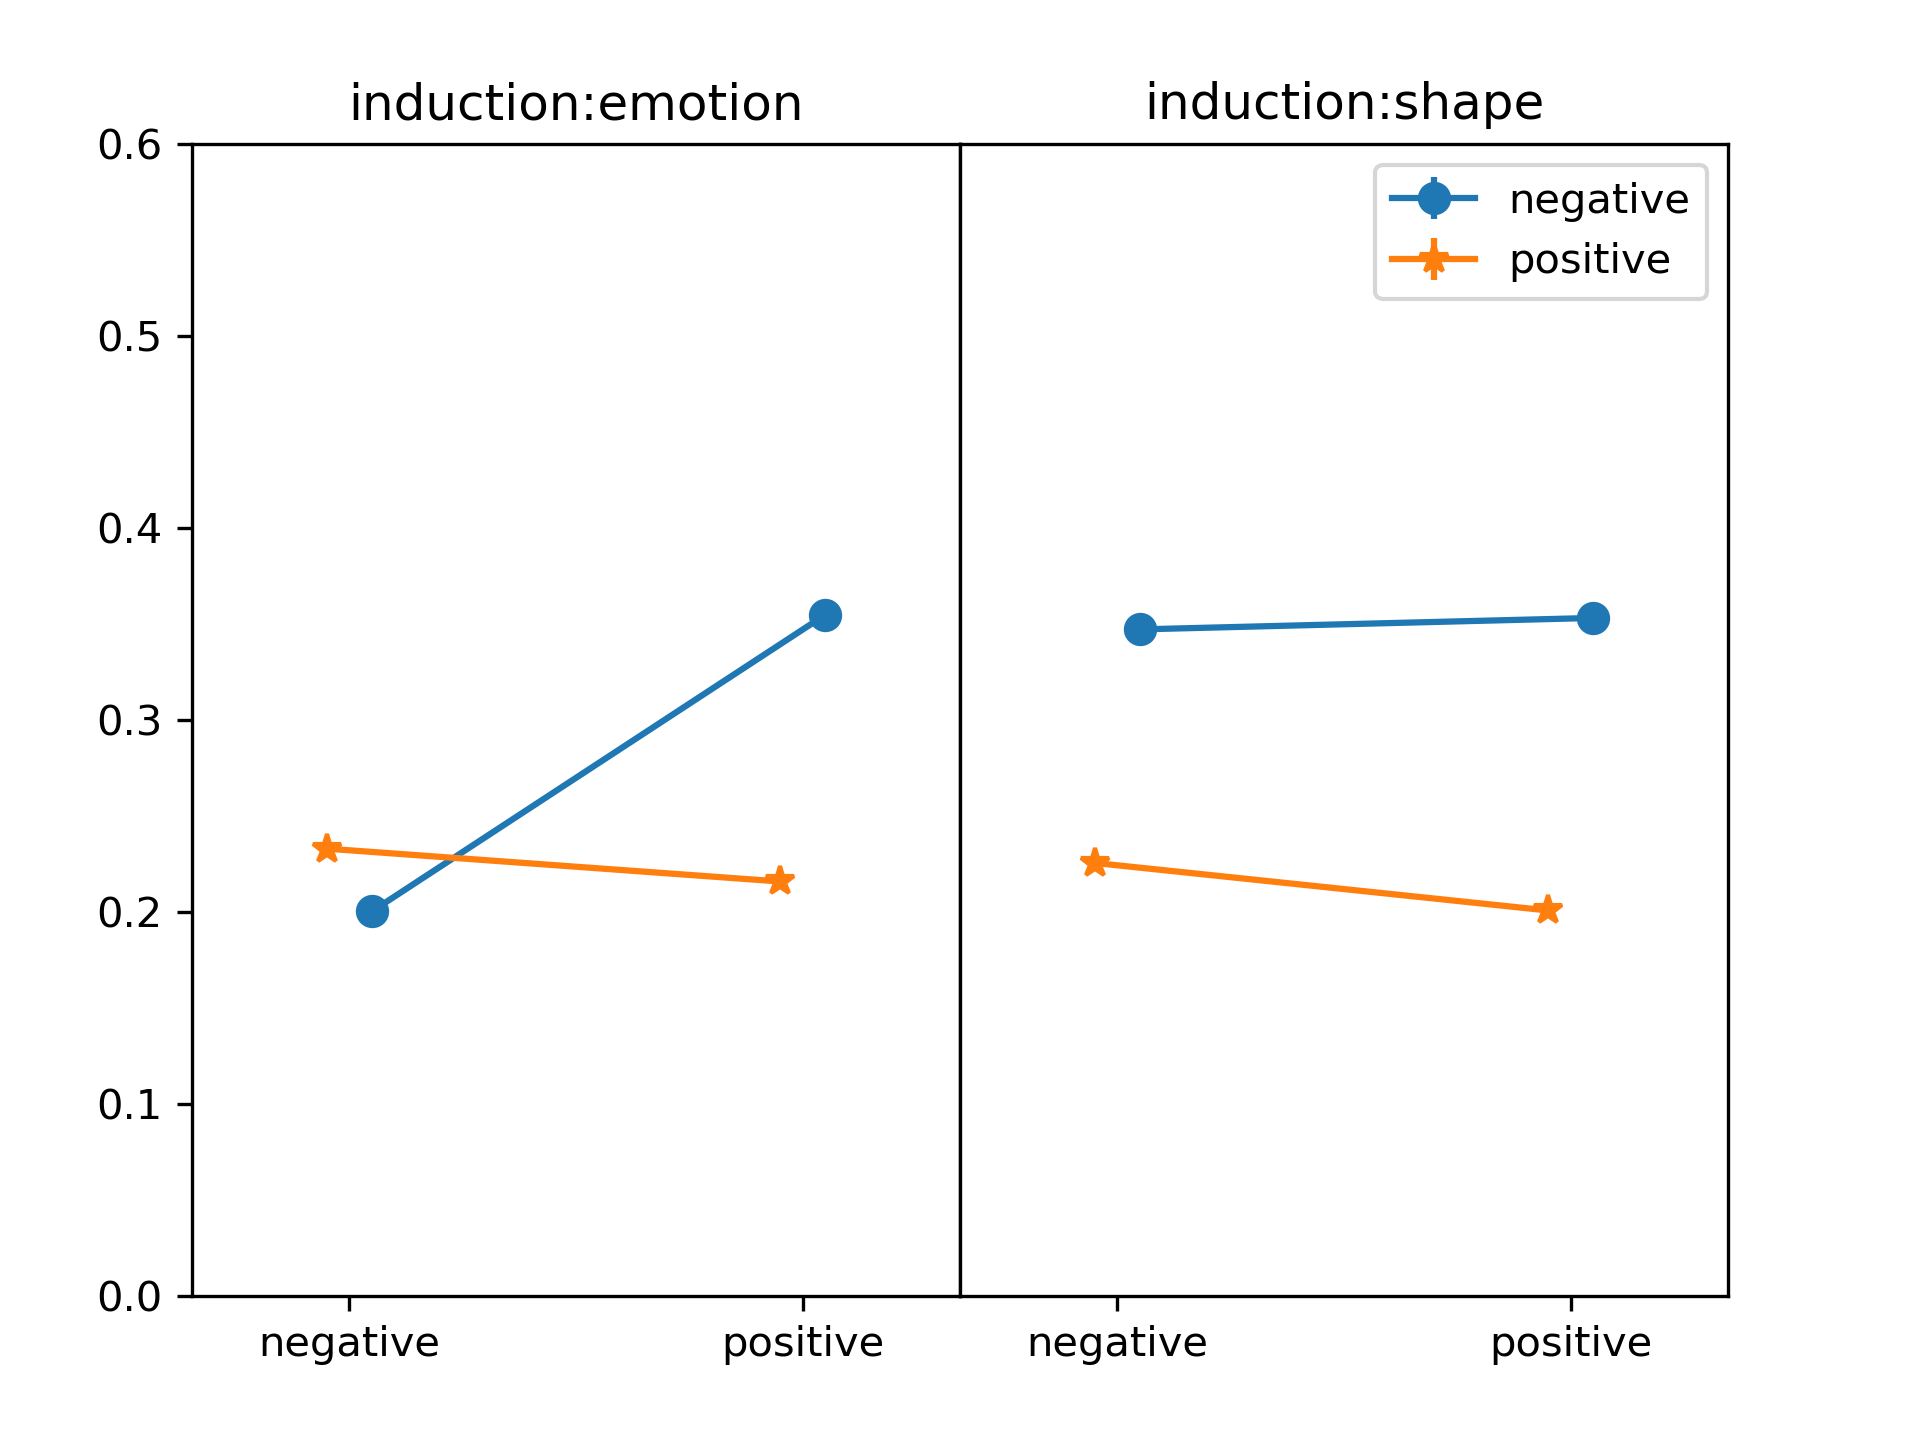 induction:emotion
induction:shape
0.6
0.5
0.4
0.3
0.2
0.1
0.0
negative
positive
negative
positive
negative
positive